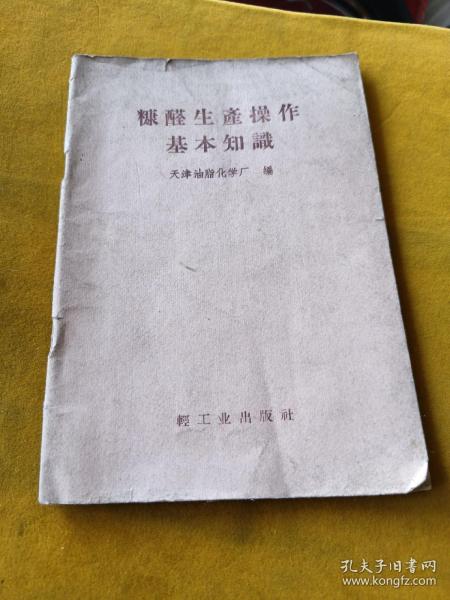 糠醛生產操作
基本知識
天津油脂化学厂 編
輕工业出版社
孔夫子旧书网
www.kongfz.com